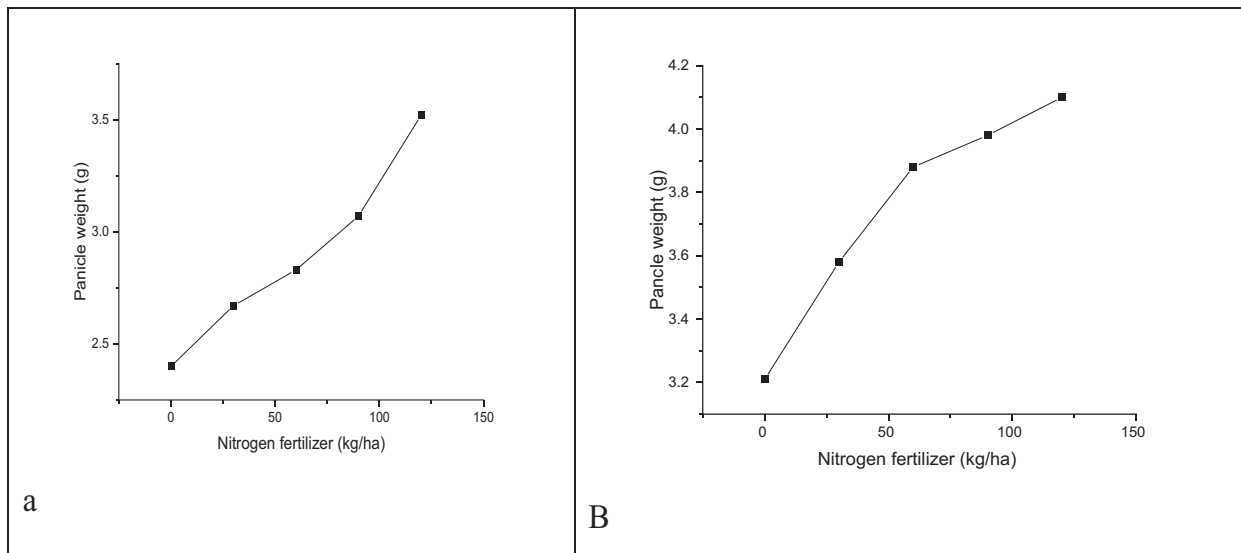 3.5
3.0
2.5
Panicle weight (g)
0 50 100 150
Nitrogen fertilizer (kg/ha)
a
4.2
4.0
3.8
3.6
3.4
3.2
Pancle weight (g)
0 50 100 150
Nitrogen fertilizer (kg/ha)
B